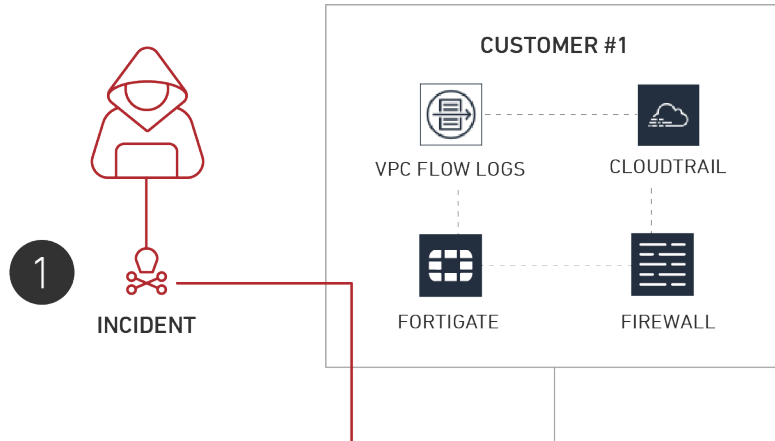 CUSTOMER #1
VPC FLOW LOGS
CLOUDTRAIL
1
INCIDENT
FORTIGATE
FIREWALL